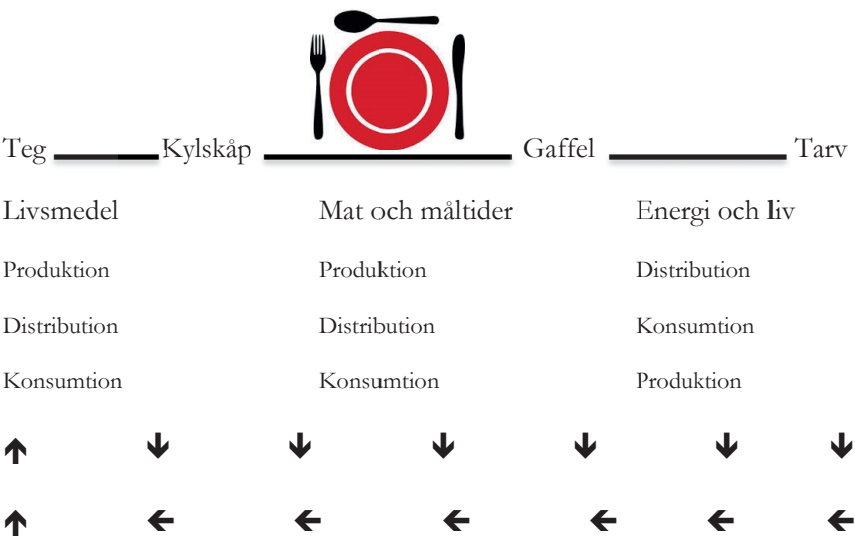 Teg Kylskåp Gaffel Tarv
Livsmedel Mat och måltider Energi och liv
Produktion Produktion Distribution
Distribution Distribution Konsumtion
Konsumtion Konsumtion Produktion
↑ ↓ ↓ ↓ ↓ ↓ ↓
↑ ← ← ← ← ← ←